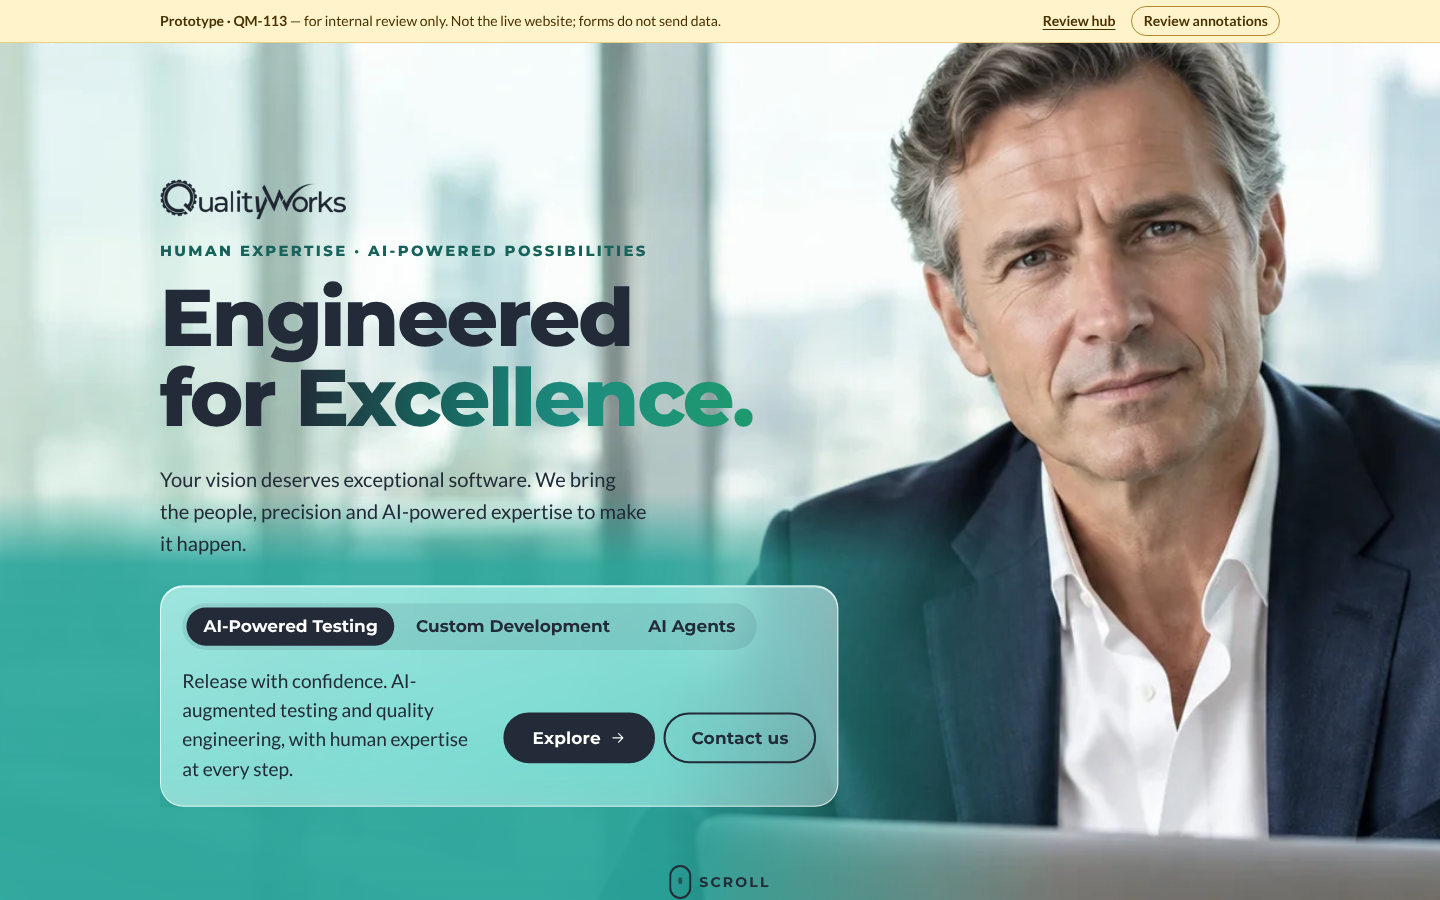 Prototype · QM-113 — for internal review only. Not the live website; forms do not send data.
Review hub
Review annotations
QualityWorks
HUMAN EXPERTISE · AI-POWERED POSSIBILITIES
Engineered
for Excellence.
Your vision deserves exceptional software. We bring
the people, precision and AI-powered expertise to make
it happen.
AI-Powered Testing
Custom Development
AI Agents
Release with confidence. AI-
augmented testing and quality
engineering, with human expertise
at every step.
Explore →
Contact us
SCROLL